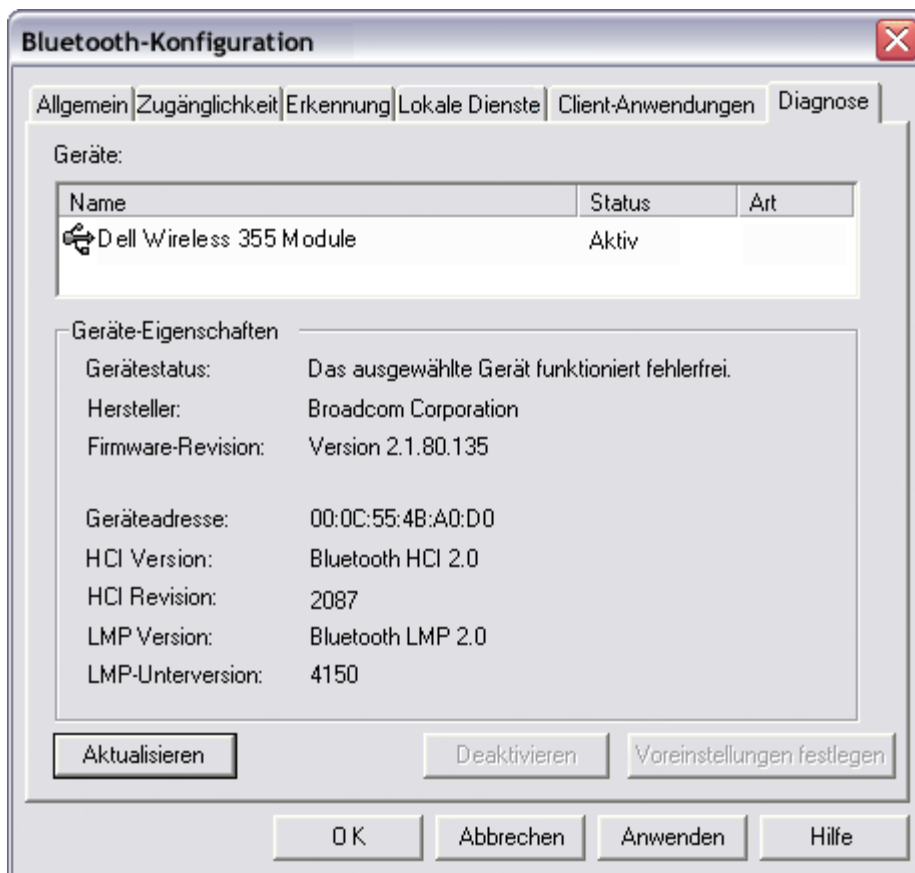 Bluetooth-Konfiguration
Allgemein Zugänglichkeit Erkennung Lokale Dienste Client-Anwendungen Diagnose
Geräte:
Name Status Art
Dell Wireless 355 Module Aktiv
Geräte-Eigenschaften
Gerätestatus: Das ausgewählte Gerät funktioniert fehlerfrei.
Hersteller: Broadcom Corporation
Firmware-Revision: Version 2.1.80.135
Geräteadresse: 00:0C:55:4B:A0:D0
HCI Version: Bluetooth HCI 2.0
HCI Revision: 2087
LMP Version: Bluetooth LMP 2.0
LMP-Unterversion: 4150
Aktualisieren Deaktivieren Voreinstellungen festlegen
OK Abbrechen Anwenden Hilfe